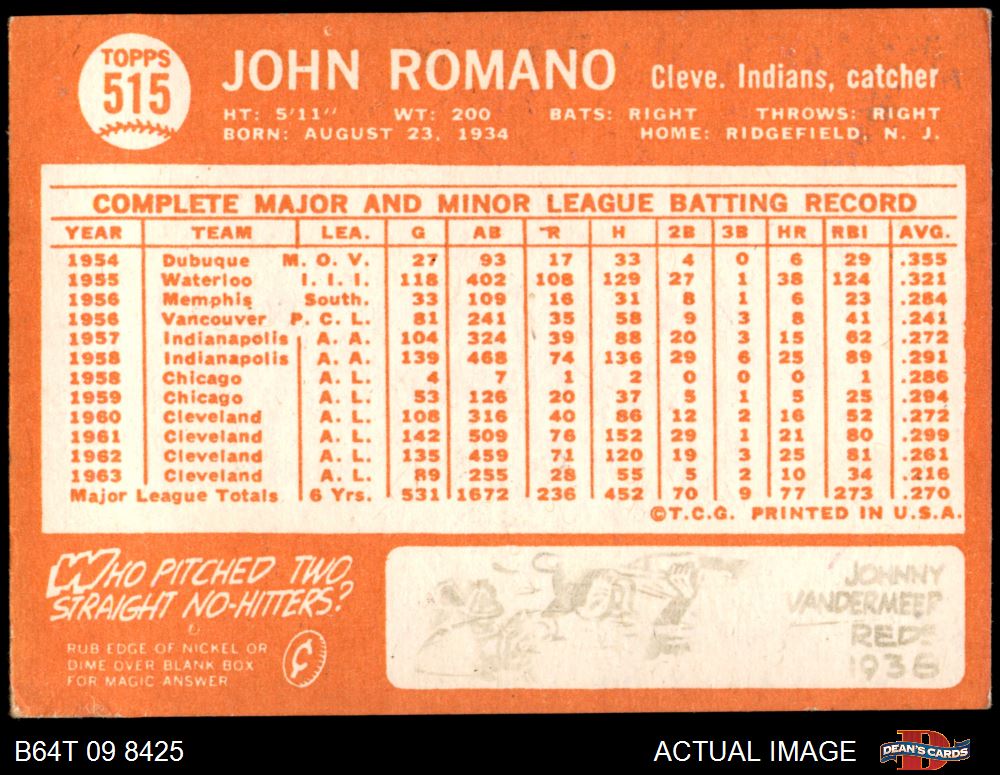 TOPPS
515
JOHN ROMANO Cleve. Indians, catcher
HT: 5'11" WT: 200 BATS: RIGHT THROWS: RIGHT
BORN: AUGUST 23, 1934 HOME: RIDGEFIELD, N. J.
COMPLETE MAJOR AND MINOR LEAGUE BATTING RECORD
YEAR TEAM LEA. G AB R H 2B 3B HR RBI AVG.
1954 Dubuque M. O. V. 27 93 17 33 4 0 6 29 .355
1955 Waterloo I. I. I. 118 402 108 129 27 1 38 124 .321
1956 Memphis South. 33 109 16 31 8 1 6 23 .284
1956 Vancouver P. C. L. 81 241 35 58 9 3 8 41 .241
1957 Indianapolis A. A. 104 324 39 88 20 3 15 62 .272
1958 Indianapolis A. A. 139 468 74 136 29 6 25 89 .291
1958 Chicago A. L. 4 7 1 2 0 0 0 1 .286
1959 Chicago A. L. 53 126 20 37 5 1 5 25 .294
1960 Cleveland A. L. 108 316 40 86 12 2 16 52 .272
1961 Cleveland A. L. 142 509 76 152 29 1 21 80 .299
1962 Cleveland A. L. 135 459 71 120 19 3 25 81 .261
1963 Cleveland A. L. 89 255 28 55 5 2 10 34 .216
Major League Totals 6 Yrs. 531 1672 236 452 70 9 77 273 .270
©T.C.G. PRINTED IN U.S.A.
WHO PITCHED TWO
STRAIGHT NO-HITTERS?
RUB EDGE OF NICKEL OR
DIME OVER BLANK BOX
FOR MAGIC ANSWER
¢
JOHNNY
VANDERMEER
REDS
1938
B64T 09 8425
ACTUAL IMAGE
D
DEAN'S CARDS